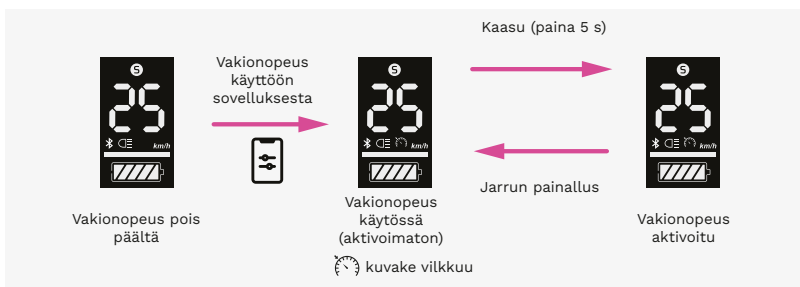 Kaasu (paina 5 s)
Vakionopeus
käyttöön
sovelluksesta
S
25
km/h
S
25
km/h
S
25
km/h
Jarrun painallus
Vakionopeus pois
päältä
Vakionopeus
käytössä
(aktivoimaton)
kuvake vilkkuu
Vakionopeus
aktivoitu